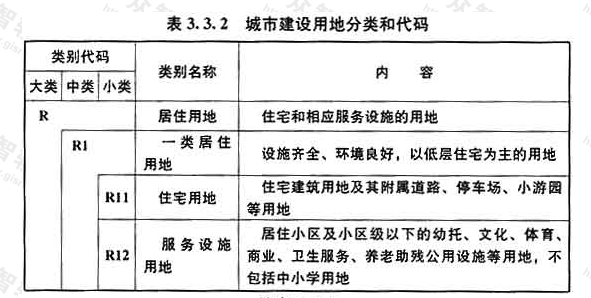 表 3.3.2 城市建设用地分类和代码
类别代码 类别名称 内 容
大类 中类 小类
R 居住用地 住宅和相应服务设施的用地
R1 一类居住 设施齐全、环境良好，以低层住宅为主的用地
用地
R11 住宅用地 住宅建筑用地及其附属道路、停车场、小游园
等用地
R12 服务设施 居住小区及小区级以下的幼托、文化、体育、
用地 商业、卫生服务、养老助残公用设施等用地，不
包括中小学用地